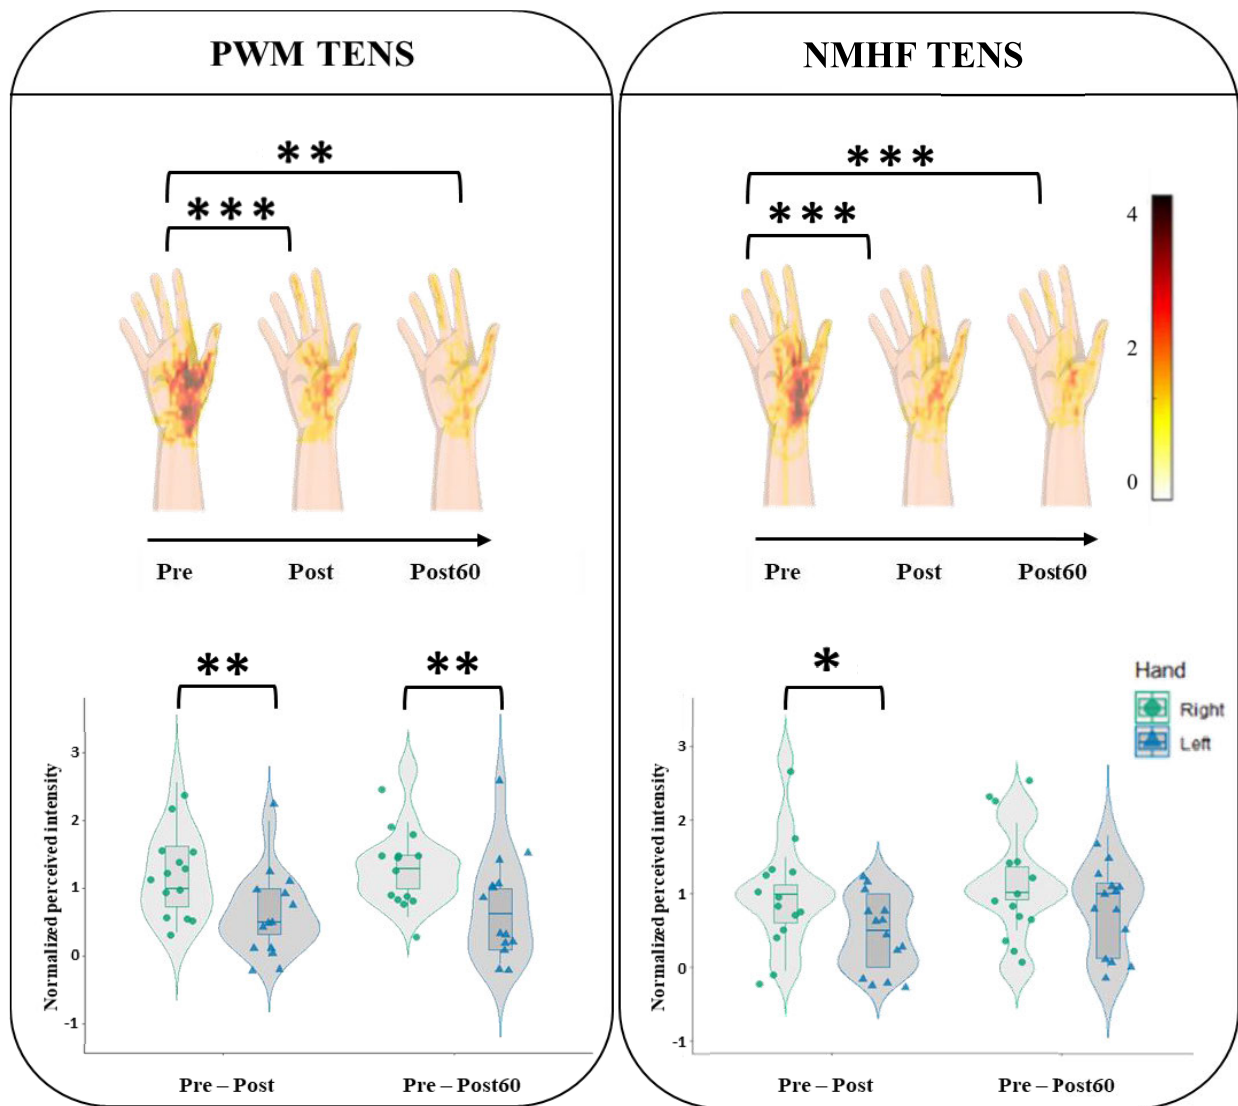 PWM TENS
**
***
Pre
Post
Post60
**
**
3
2
1
0
-1
Normalized perceived intensity
Pre – Post
Pre – Post60
NMHF TENS
***
***
4
2
0
Pre
Post
Post60
*
Hand
Right
Left
3
2
1
0
-1
Normalized perceived intensity
Pre – Post
Pre – Post60